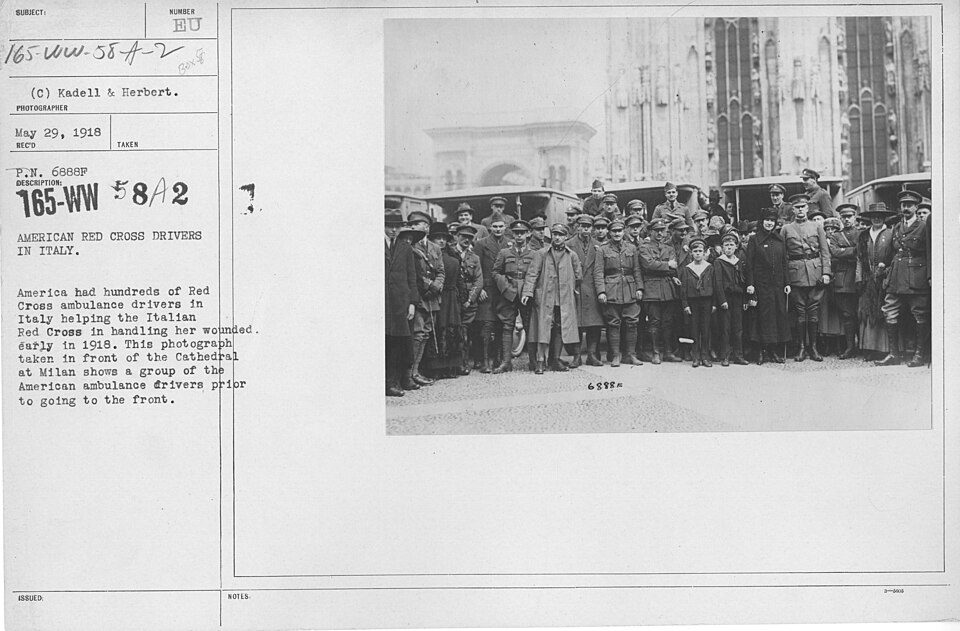 SUBJECT:
NUMBER
EU
165-WW-58-A-2
Box 8
(C) Kadell & Herbert.
PHOTOGRAPHER
May 29, 1918
REC'D
TAKEN
P.N. 6888F
DESCRIPTION:
165-WW 58A2
1.
AMERICAN RED CROSS DRIVERS
IN ITALY.
America had hundreds of Red
Cross ambulance drivers in
Italy helping the Italian
Red Cross in handling her wounded.
early in 1918. This photograph
taken in front of the Cathedral
at Milan shows a group of the
American ambulance drivers prior
to going to the front.
6888F
ISSUED:
NOTES: